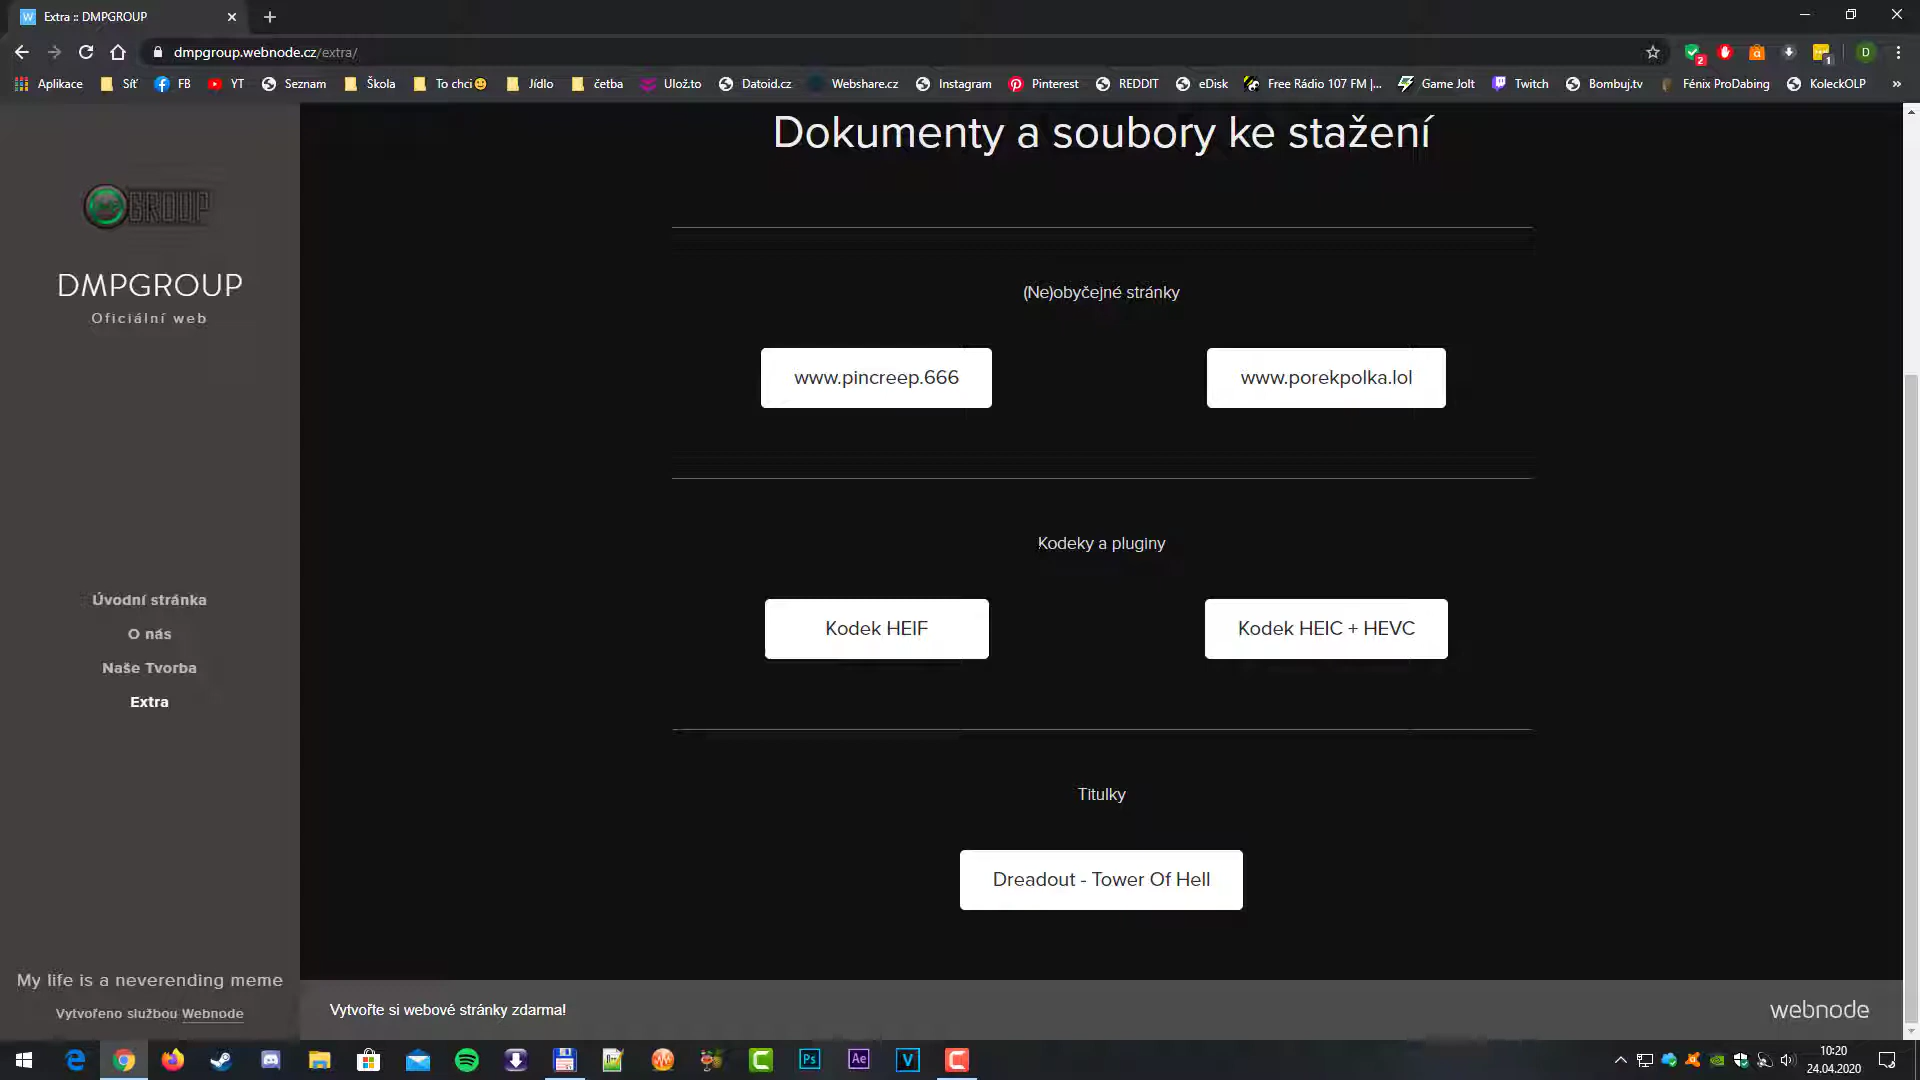 Extra :: DMPGROUP
dmpgroup.webnode.cz/extra/
D
Aplikace Síť FB YT Seznam Škola To chci Jídlo četba Ulož.to Datoid.cz Webshare.cz Instagram Pinterest REDDIT eDisk Free Rádio 107 FM |... Game Jolt Twitch Bombuj.tv Fénix ProDabing KoleckOLP »
GROUP
DMPGROUP
Oficiální web
Úvodní stránka
O nás
Naše Tvorba
Extra
My life is a neverending meme
Vytvořeno službou Webnode
Dokumenty a soubory ke stažení
(Ne)obyčejné stránky
www.pincreep.666 www.porekpolka.lol
Kodeky a pluginy
Kodek HEIF Kodek HEIC + HEVC
Titulky
Dreadout - Tower Of Hell
Vytvořte si webové stránky zdarma! webnode
Ps Ae V
10:20
24.04.2020